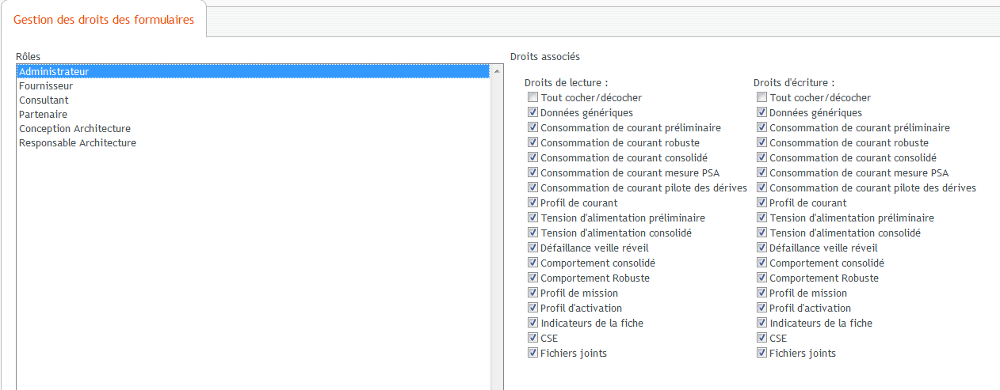 Gestion des droits des formulaires
Rôles
Administrateur
Fournisseur
Consultant
Partenaire
Conception Architecture
Responsable Architecture
Droits associés
Droits de lecture :
Tout cocher/décocher
Données génériques
Consommation de courant préliminaire
Consommation de courant robuste
Consommation de courant consolidé
Consommation de courant mesure PSA
Consommation de courant pilote des dérives
Profil de courant
Tension d'alimentation préliminaire
Tension d'alimentation consolidé
Défaillance veille réveil
Comportement consolidé
Comportement Robuste
Profil de mission
Profil d'activation
Indicateurs de la fiche
CSE
Fichiers joints
Droits d'écriture :
Tout cocher/décocher
Données génériques
Consommation de courant préliminaire
Consommation de courant robuste
Consommation de courant consolidé
Consommation de courant mesure PSA
Consommation de courant pilote des dérives
Profil de courant
Tension d'alimentation préliminaire
Tension d'alimentation consolidé
Défaillance veille réveil
Comportement consolidé
Comportement Robuste
Profil de mission
Profil d'activation
Indicateurs de la fiche
CSE
Fichiers joints